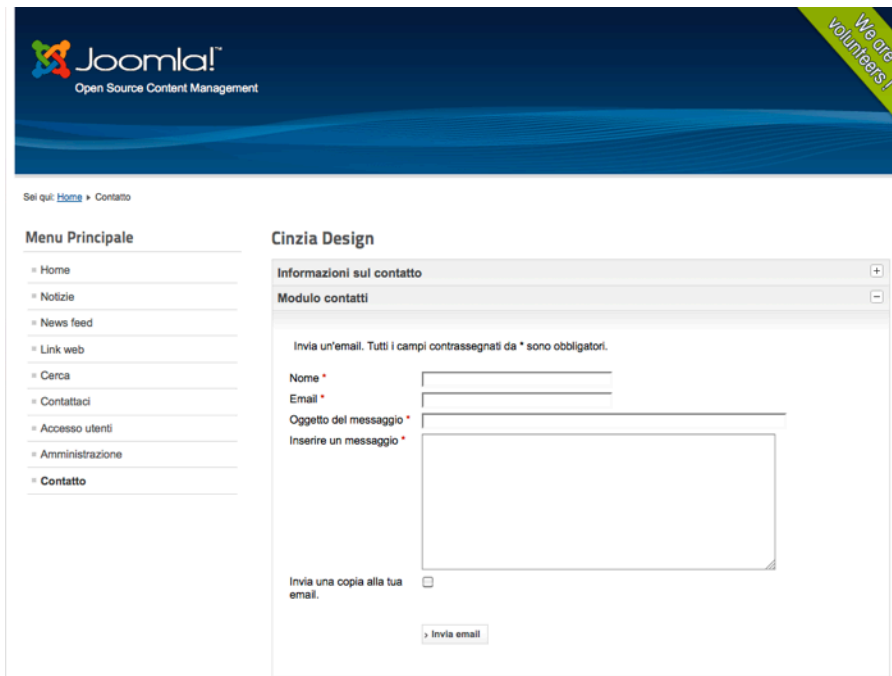 Joomla!™
Open Source Content Management
We are
volunteers!
Sei qui: Home ▸ Contatto
Menu Principale
Home
Notizie
News feed
Link web
Cerca
Contattaci
Accesso utenti
Amministrazione
Contatto
Cinzia Design
Informazioni sul contatto
Modulo contatti
Invia un'email. Tutti i campi contrassegnati da * sono obbligatori.
Nome *
Email *
Oggetto del messaggio *
Inserire un messaggio *
Invia una copia alla tua
email.
› Invia email